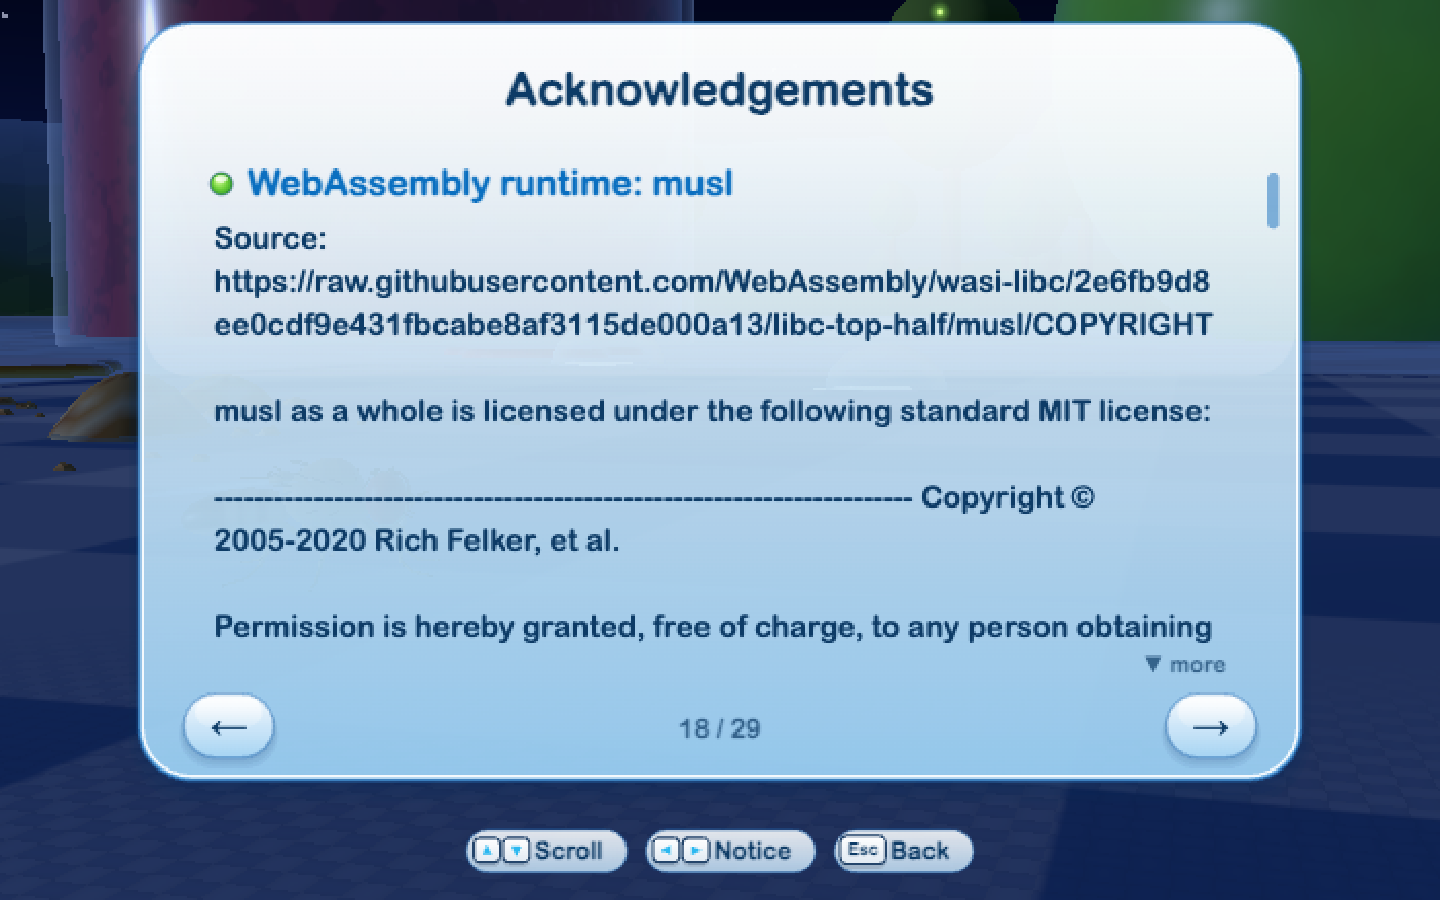 Acknowledgements
WebAssembly runtime: musl
Source:
https://raw.githubusercontent.com/WebAssembly/wasi-libc/2e6fb9d8
ee0cdf9e431fbcabe8af3115de000a13/libc-top-half/musl/COPYRIGHT
musl as a whole is licensed under the following standard MIT license:
---------------------------------------------------------------------- Copyright ©
2005-2020 Rich Felker, et al.
Permission is hereby granted, free of charge, to any person obtaining
▼ more
← 18 / 29 →
▲ ▼ Scroll ◄ ► Notice Esc Back